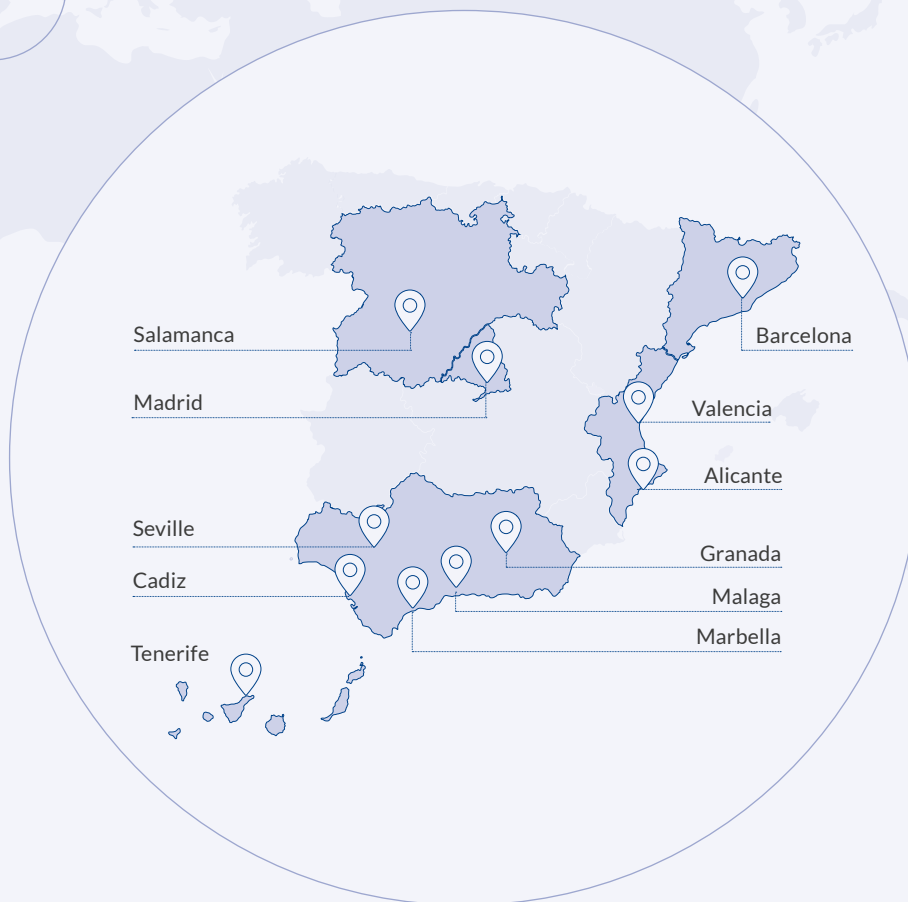 Salamanca
Barcelona
Madrid
Valencia
Alicante
Seville
Granada
Cadiz
Malaga
Marbella
Tenerife